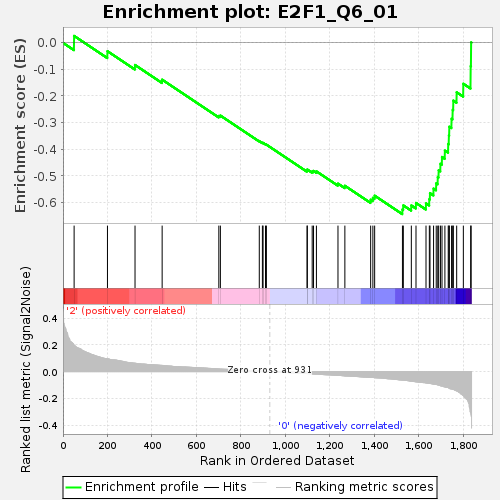 Enrichment plot: E2F1_Q6_01
Enrichment score (ES)
0.0
-0.1
-0.2
-0.3
-0.4
-0.5
-0.6
'2' (positively correlated)
Ranked list metric (Signal2Noise)
0.4
0.2
0.0
-0.2
-0.4
Zero cross at 931
'0' (negatively correlated)
0 200 400 600 800 1,000 1,200 1,400 1,600 1,800
Rank in Ordered Dataset
Enrichment profile Hits Ranking metric scores